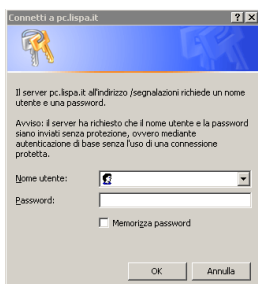 Connetti a pc.lispa.it
Il server pc.lispa.it all'indirizzo /segnalazioni richiede un nome
utente e una password.
Avviso: il server ha richiesto che il nome utente e la password
siano inviati senza protezione, ovvero mediante
autenticazione di base senza l'uso di una connessione
protetta.
Nome utente:
Password:
Memorizza password
OK Annulla